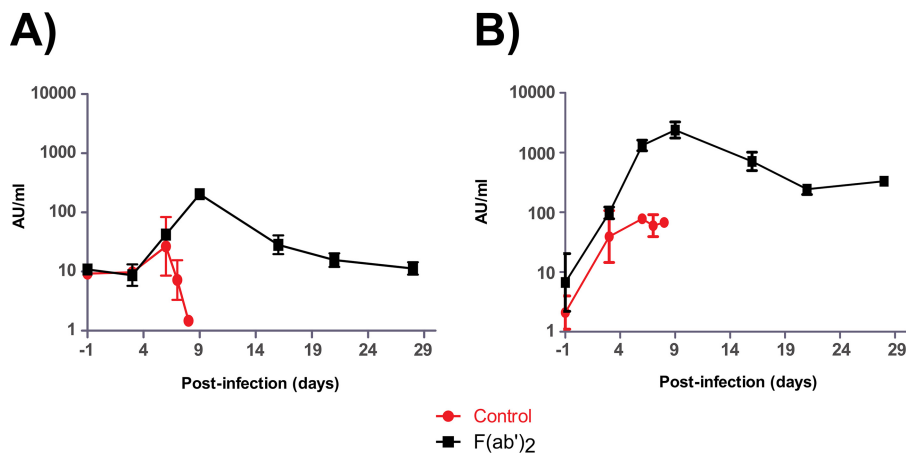 A)
10000
1000
100
10
1
AU/ml
-1 4 9 14 19 24 29
Post-infection (days)
B)
10000
1000
100
10
1
AU/ml
-1 4 9 14 19 24 29
Post-infection (days)
Control
F(ab')2